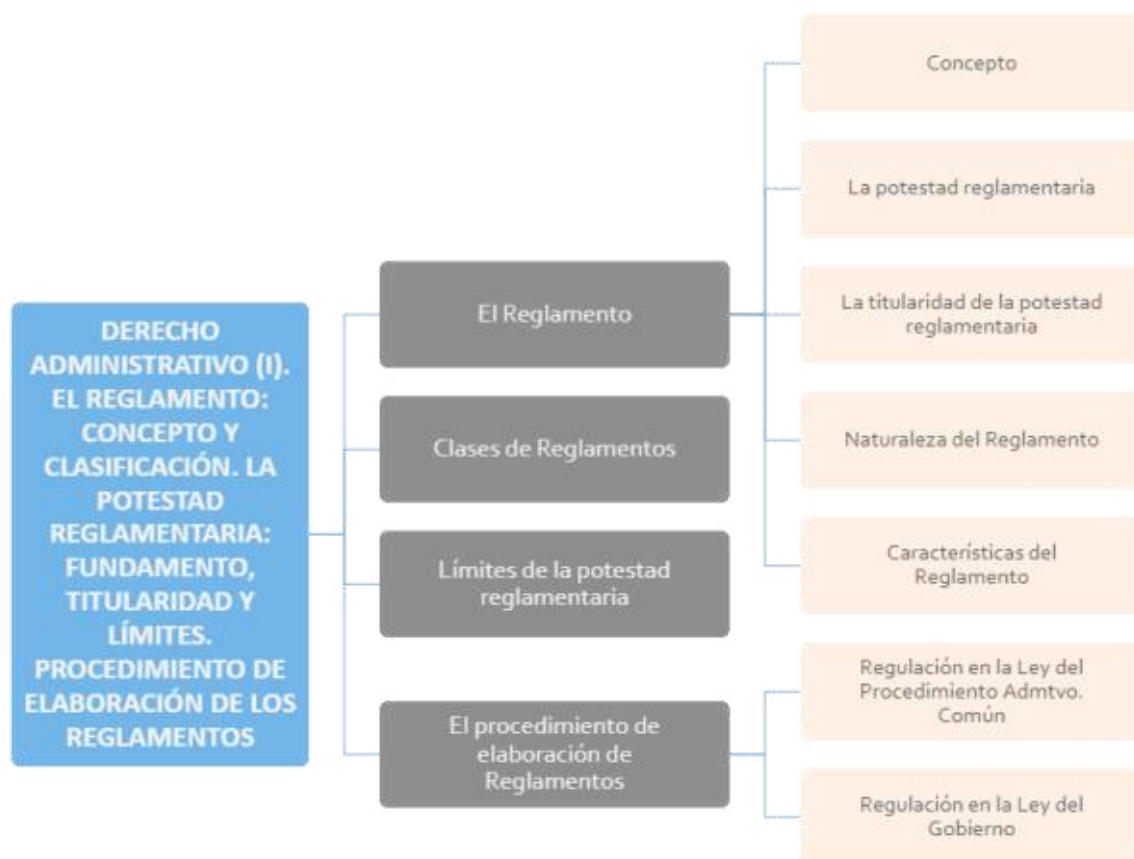 DERECHO
ADMINISTRATIVO (I).
EL REGLAMENTO:
CONCEPTO Y
CLASIFICACIÓN. LA
POTESTAD
REGLAMENTARIA:
FUNDAMENTO,
TITULARIDAD Y
LÍMITES.
PROCEDIMIENTO DE
ELABORACIÓN DE LOS
REGLAMENTOS
El Reglamento
Concepto
La potestad reglamentaria
La titularidad de la potestad
reglamentaria
Naturaleza del Reglamento
Características del
Reglamento
Clases de Reglamentos
Límites de la potestad
reglamentaria
El procedimiento de
elaboración de
Reglamentos
Regulación en la Ley del
Procedimiento Admtvo.
Común
Regulación en la Ley del
Gobierno